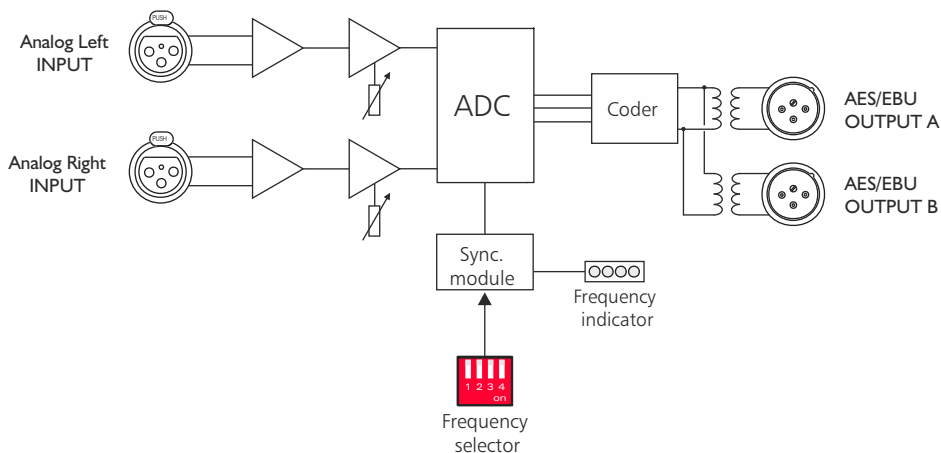 PUSH
Analog Left
INPUT
ADC
Coder
AES/EBU
OUTPUT A
PUSH
Analog Right
INPUT
AES/EBU
OUTPUT B
Sync.
module
Frequency
indicator
1 2 3 4
on
Frequency
selector